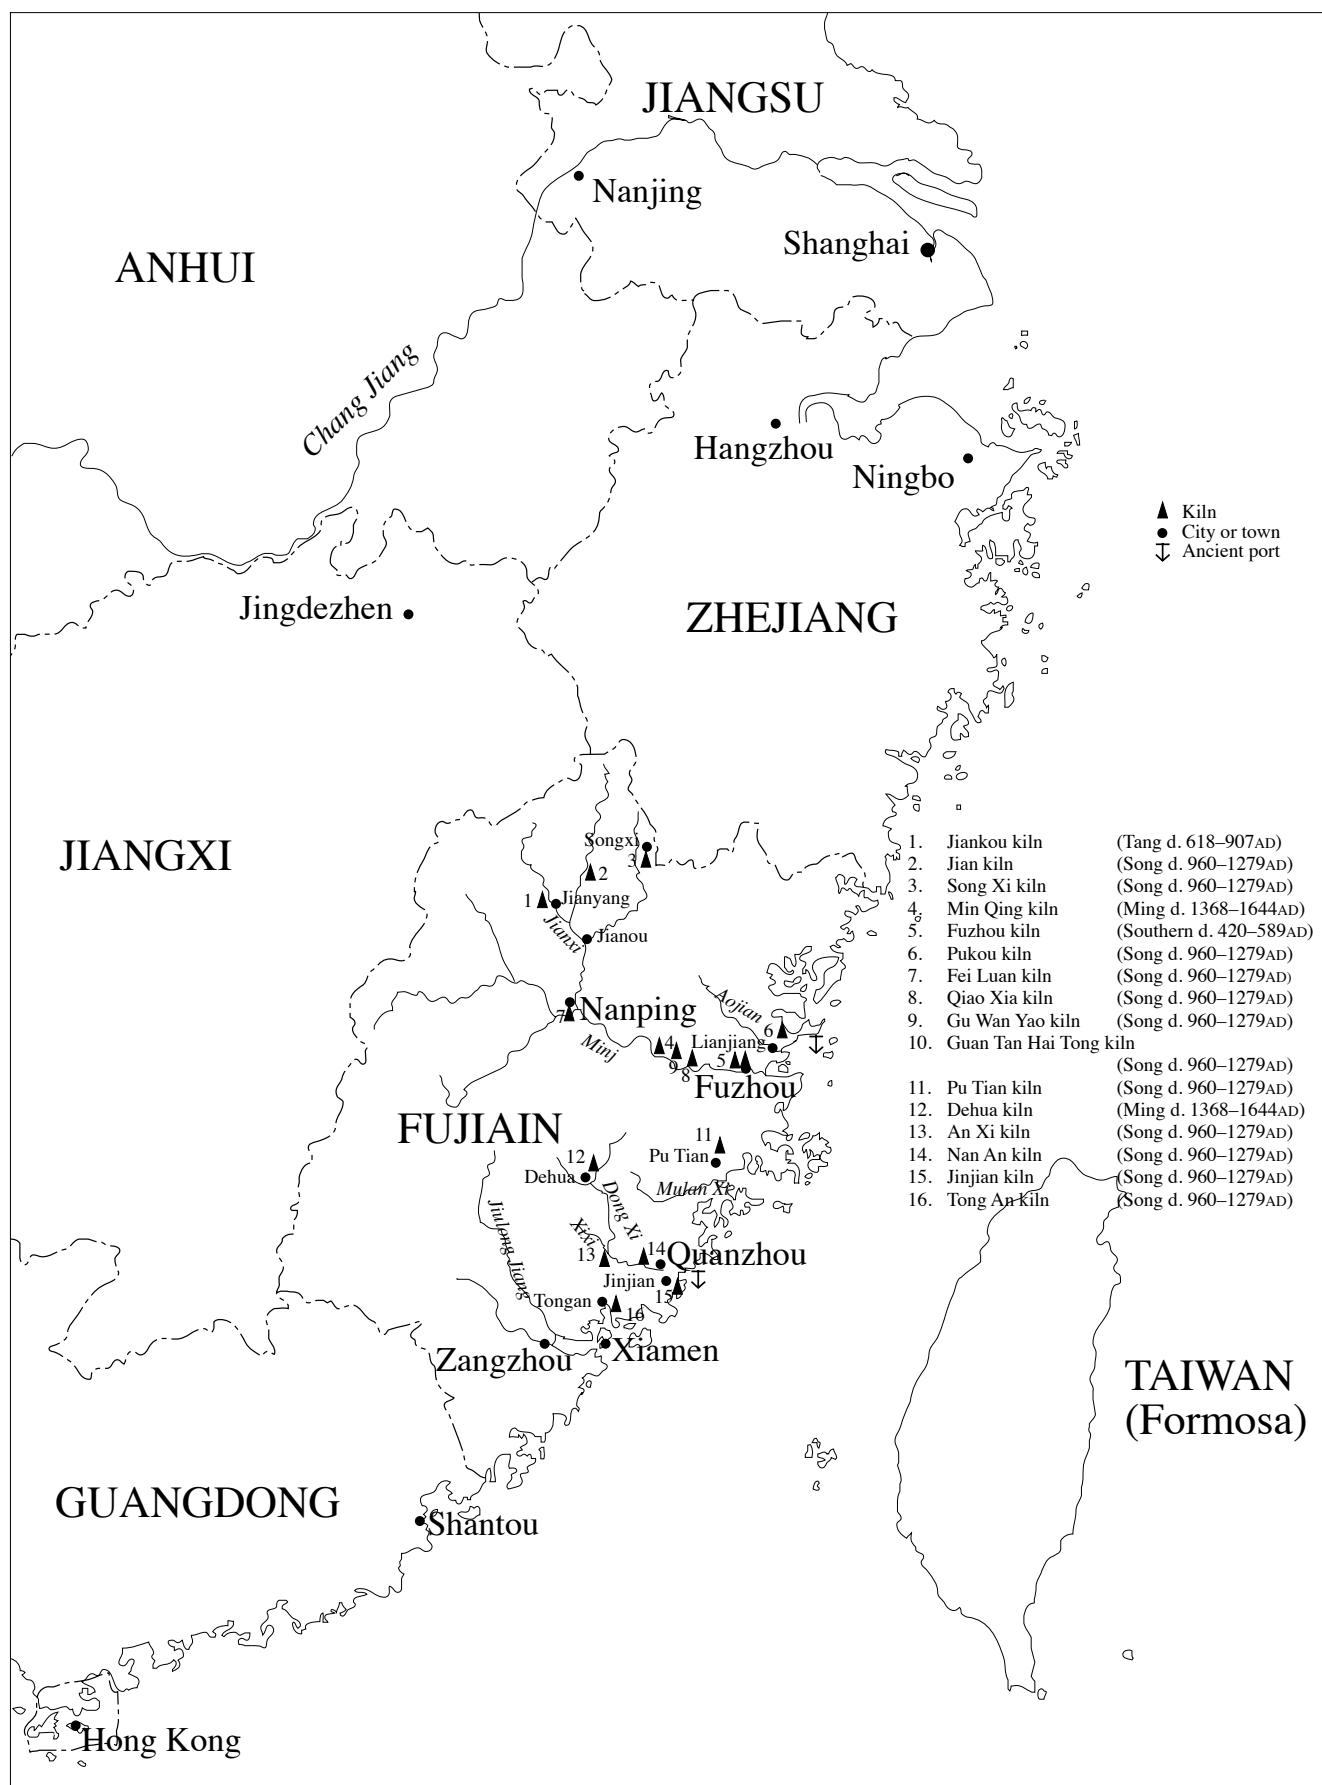 JIANGSU
Nanjing
Shanghai
ANHUI
Chang Jiang
Hangzhou
Ningbo
Kiln
City or town
Ancient port
Jingdezhen
ZHEJIANG
JIANGXI
Songxi
3
2
1
Jianyang
Jianxi
Jianou
1. Jiankou kiln (Tang d. 618–907AD)
2. Jian kiln (Song d. 960–1279AD)
3. Song Xi kiln (Song d. 960–1279AD)
4. Min Qing kiln (Ming d. 1368–1644AD)
5. Fuzhou kiln (Southern d. 420–589AD)
6. Pukou kiln (Song d. 960–1279AD)
7. Fei Luan kiln (Song d. 960–1279AD)
8. Qiao Xia kiln (Song d. 960–1279AD)
9. Gu Wan Yao kiln (Song d. 960–1279AD)
10. Guan Tan Hai Tong kiln
(Song d. 960–1279AD)
11. Pu Tian kiln (Song d. 960–1279AD)
12. Dehua kiln (Ming d. 1368–1644AD)
13. An Xi kiln (Song d. 960–1279AD)
14. Nan An kiln (Song d. 960–1279AD)
15. Jinjian kiln (Song d. 960–1279AD)
16. Tong An kiln (Song d. 960–1279AD)
Aojian
Nanping
7
6
Minj
4
Lianjiang
9
8
5
Fuzhou
FUJIAIN
11
Pu Tian
12
Dehua
Mulan Xi
Dong Xi
Jiulong Jiang
Xixi
13
14
Quanzhou
Jinjian
15
Tongan
16
Zangzhou
Xiamen
TAIWAN
(Formosa)
GUANGDONG
Shantou
Hong Kong